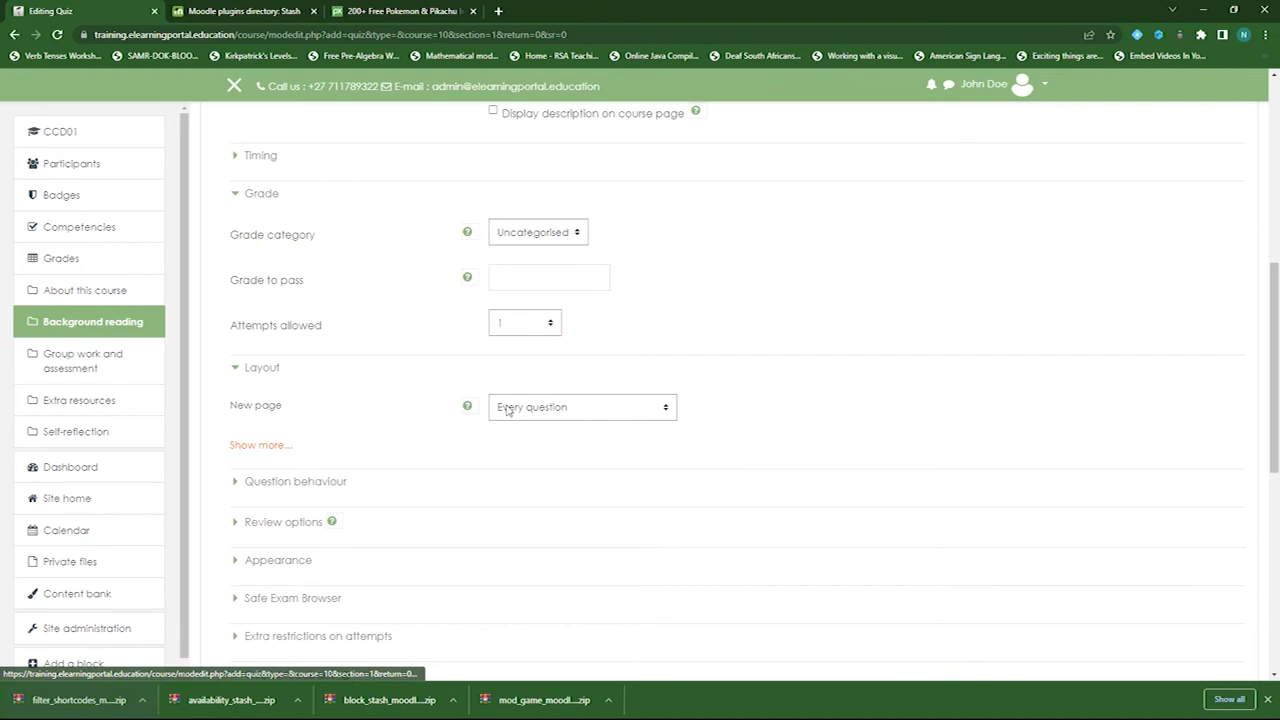 Editing Quiz
Moodle plugins directory: Stash
200+ Free Pokemon & Pikachu I
training.elearningportal.education/course/modedit.php?add=quiz&type=&course=10&section=1&return=0&sr=0
N
Verb Tenses Worksh...
SAMR-DOK-BLOO...
Kirkpatrick's Levels...
Free Pre-Algebra W...
Mathematical mod...
Home - RSA Teachi...
Online Java Compil...
Deaf South Africans...
Working with a visu...
American Sign Lang...
Exciting things are...
Embed Videos In Yo...
Call us : +27 711789322 E-mail : admin@elearningportal.education
John Doe
CCD01
Participants
Badges
Competencies
Grades
About this course
Background reading
Group work and
assessment
Extra resources
Self-reflection
Dashboard
Site home
Calendar
Private files
Content bank
Site administration
Add a block
Display description on course page
Timing
Grade
Grade category
Uncategorised
Grade to pass
Attempts allowed
1
Layout
New page
Every question
Show more...
Question behaviour
Review options
Appearance
Safe Exam Browser
Extra restrictions on attempts
https://training.elearningportal.education/course/modedit.php?add=quiz&type=&course=10&section=1&return=0...
filter_shortcodes_m....zip
availability_stash_....zip
block_stash_moodl....zip
mod_game_moodl....zip
Show all